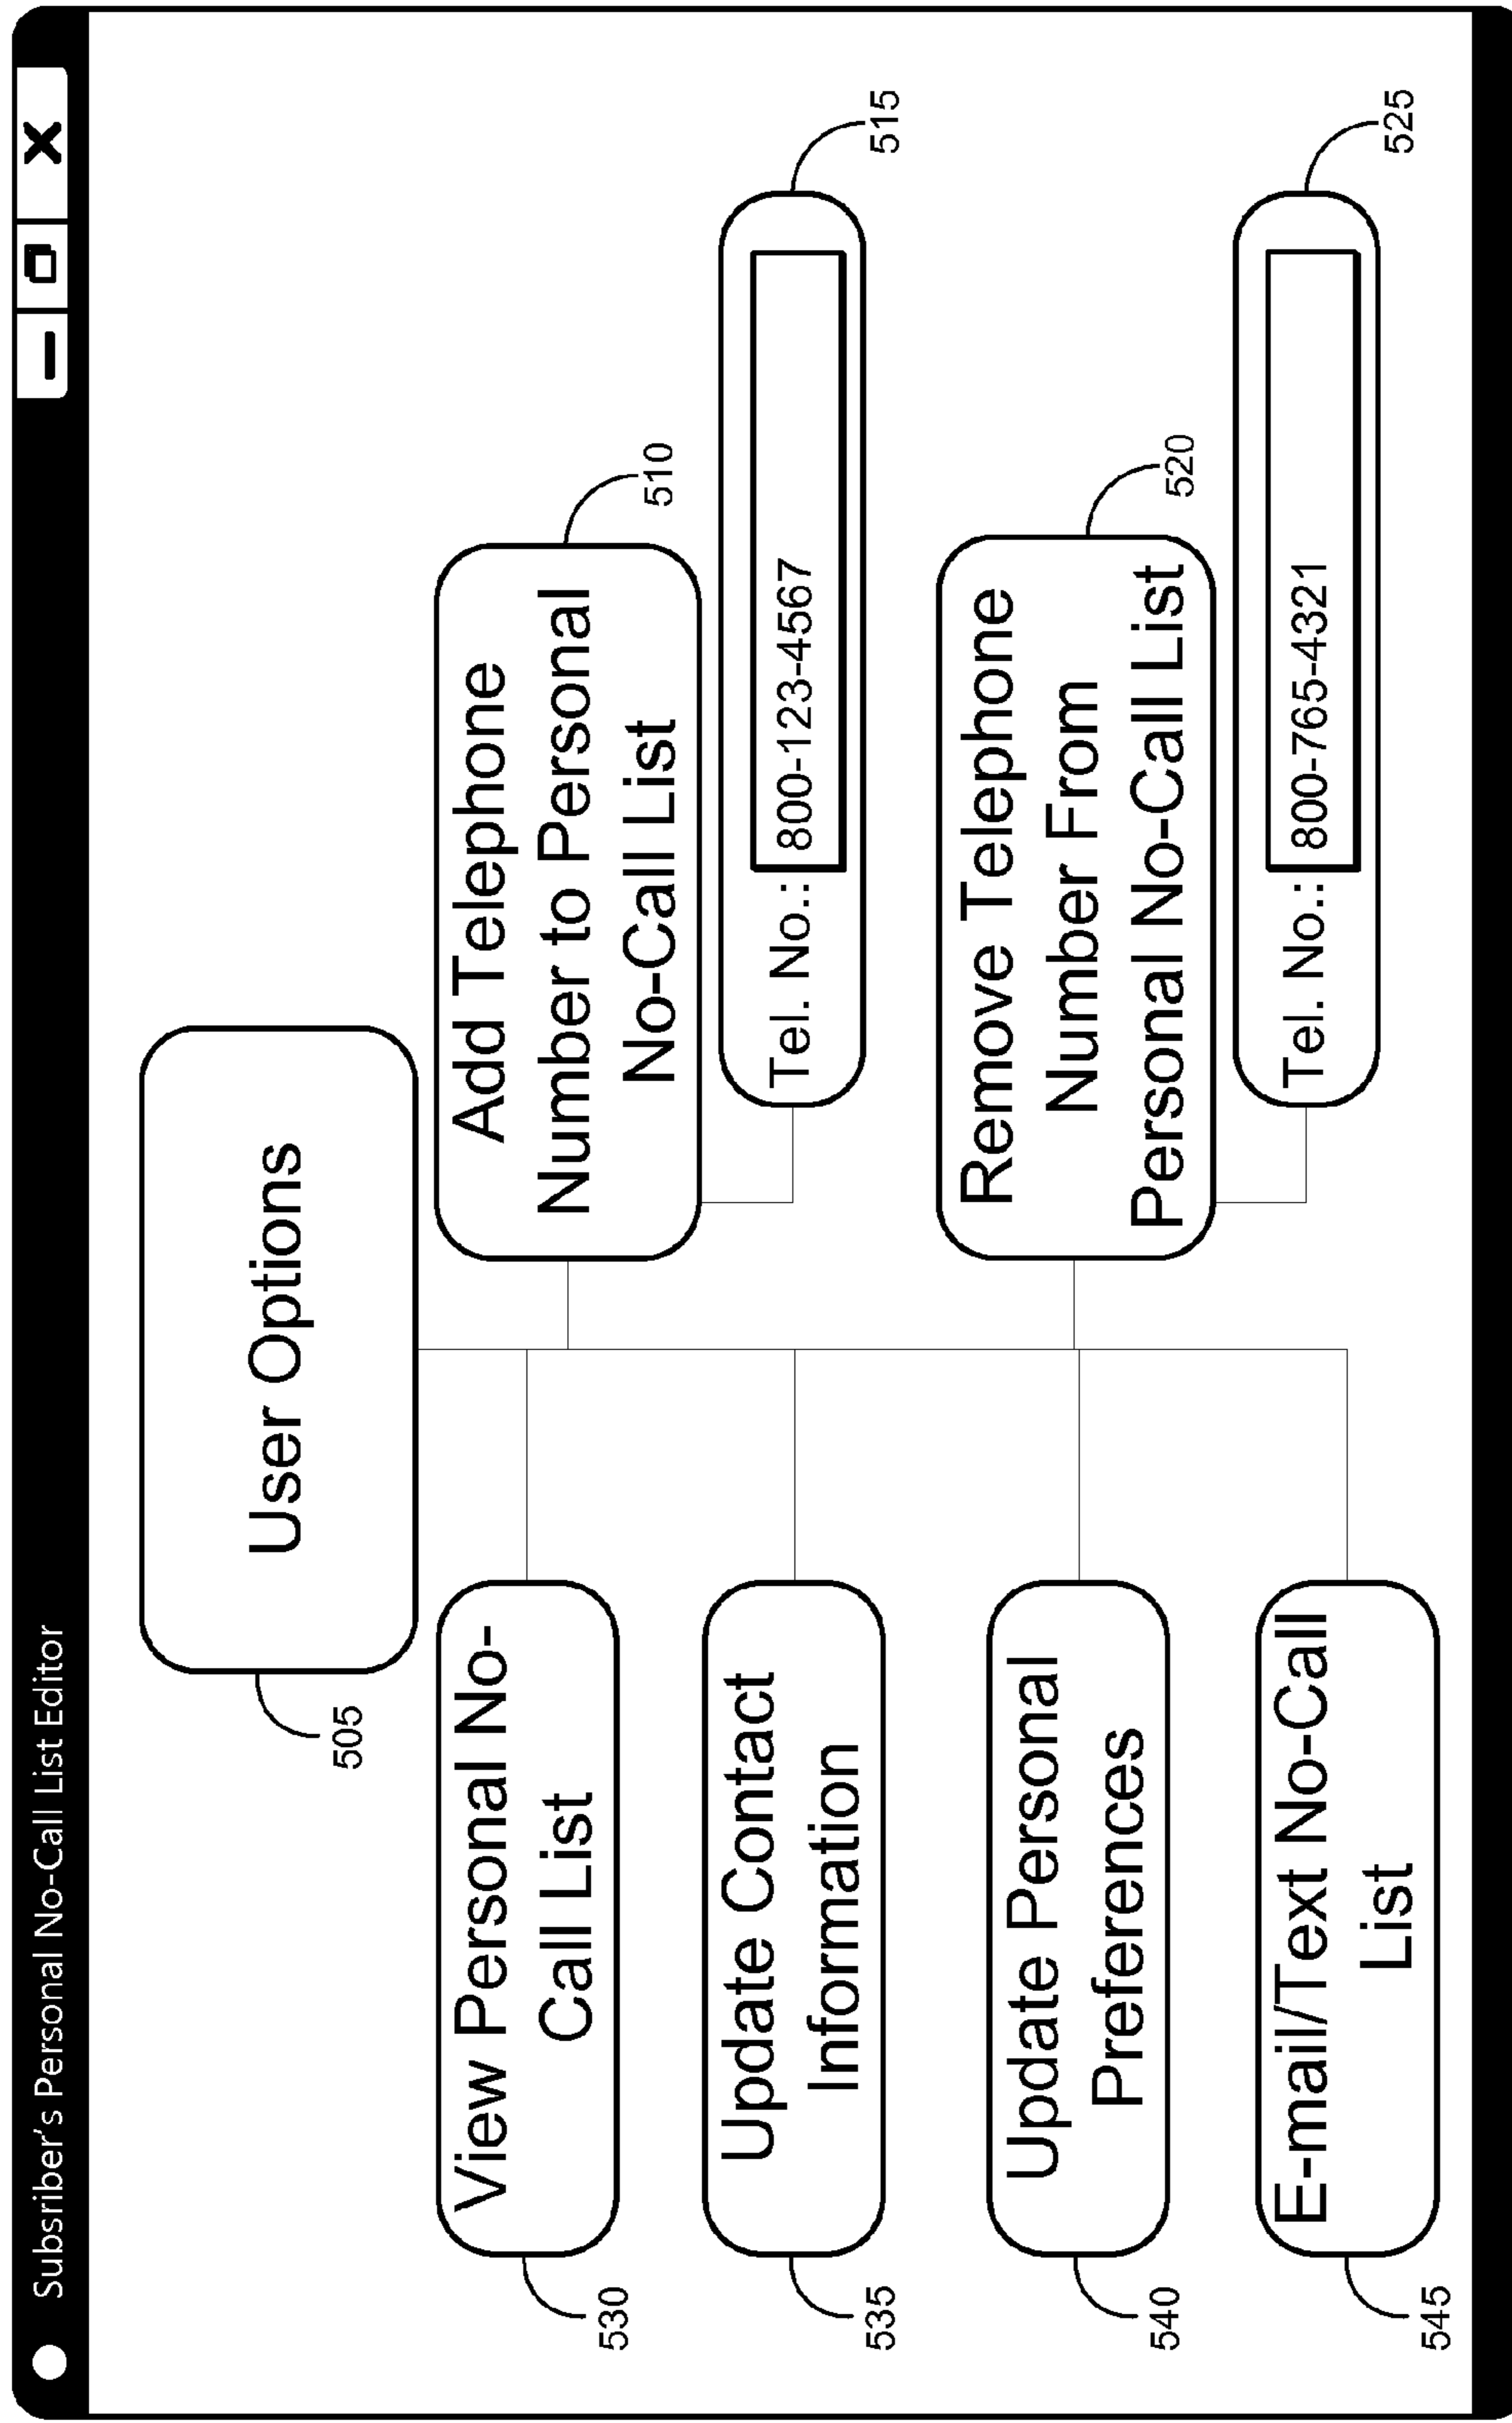 Subsriber's Personal No-Call List Editor
User Options
505
View Personal No-
Call List
530
Update Contact
Information
535
Update Personal
Preferences
540
E-mail/Text No-Call
List
545
Add Telephone
Number to Personal
No-Call List
510
Tel. No.: 800-123-4567
515
Remove Telephone
Number From
Personal No-Call List
520
Tel. No.: 800-765-4321
525